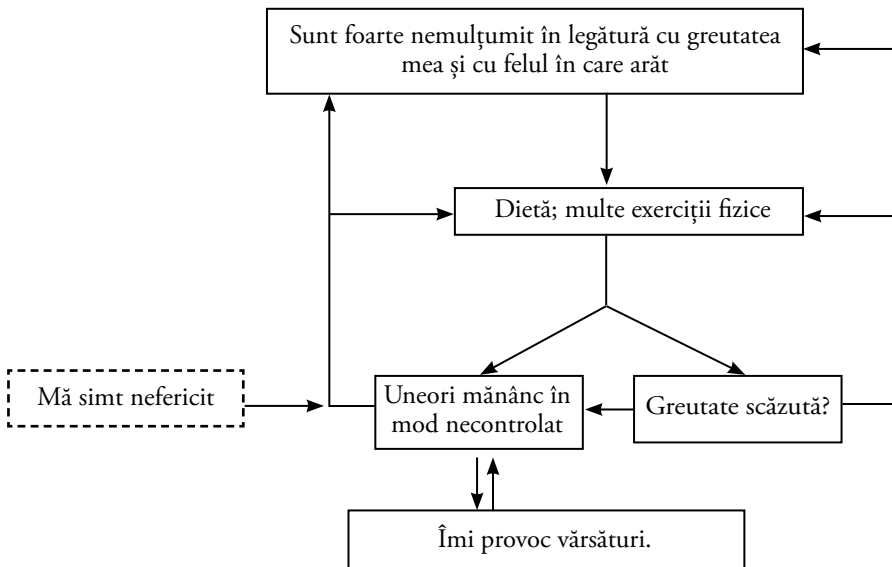 Sunt foarte nemulțumit în legătură cu greutatea
mea și cu felul în care arăt
Dietă; multe exerciții fizice
Mă simt nefericit
Uneori mănânc în
mod necontrolat
Greutate scăzută?
Îmi provoc vărsături.